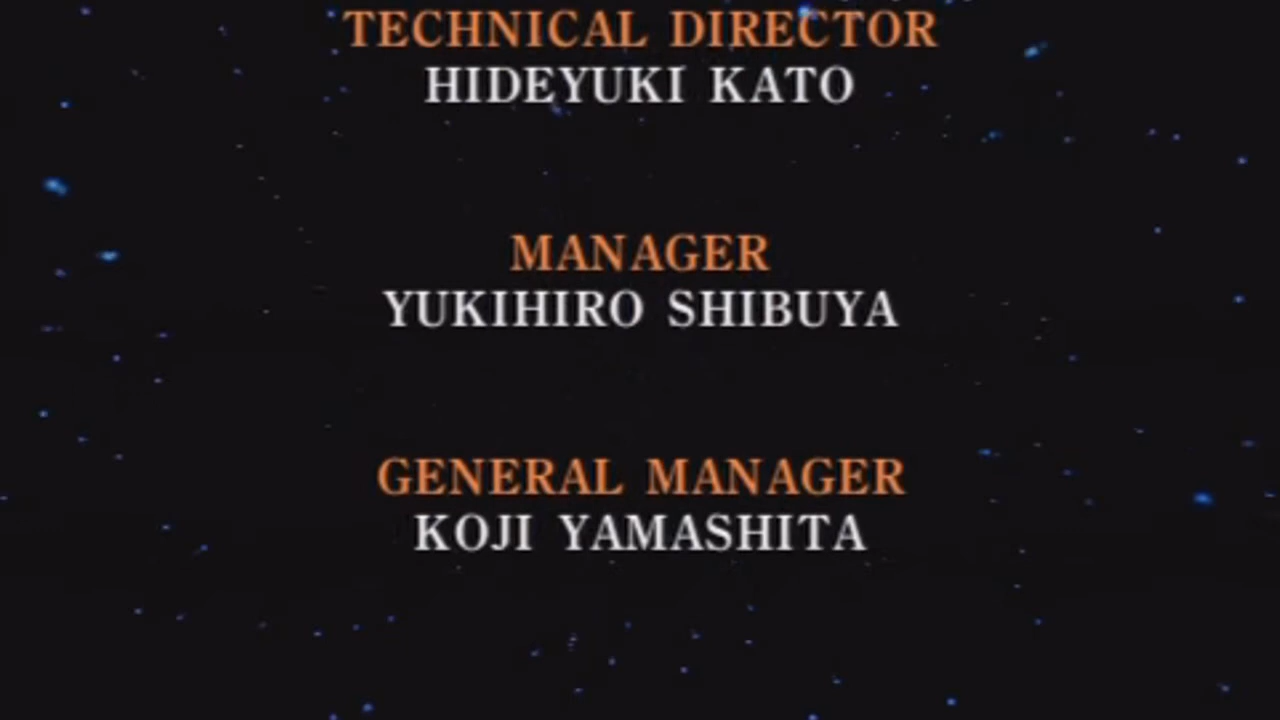 TECHNICAL DIRECTOR
HIDEYUKI KATO
MANAGER
YUKIHIRO SHIBUYA
GENERAL MANAGER
KOJI YAMASHITA